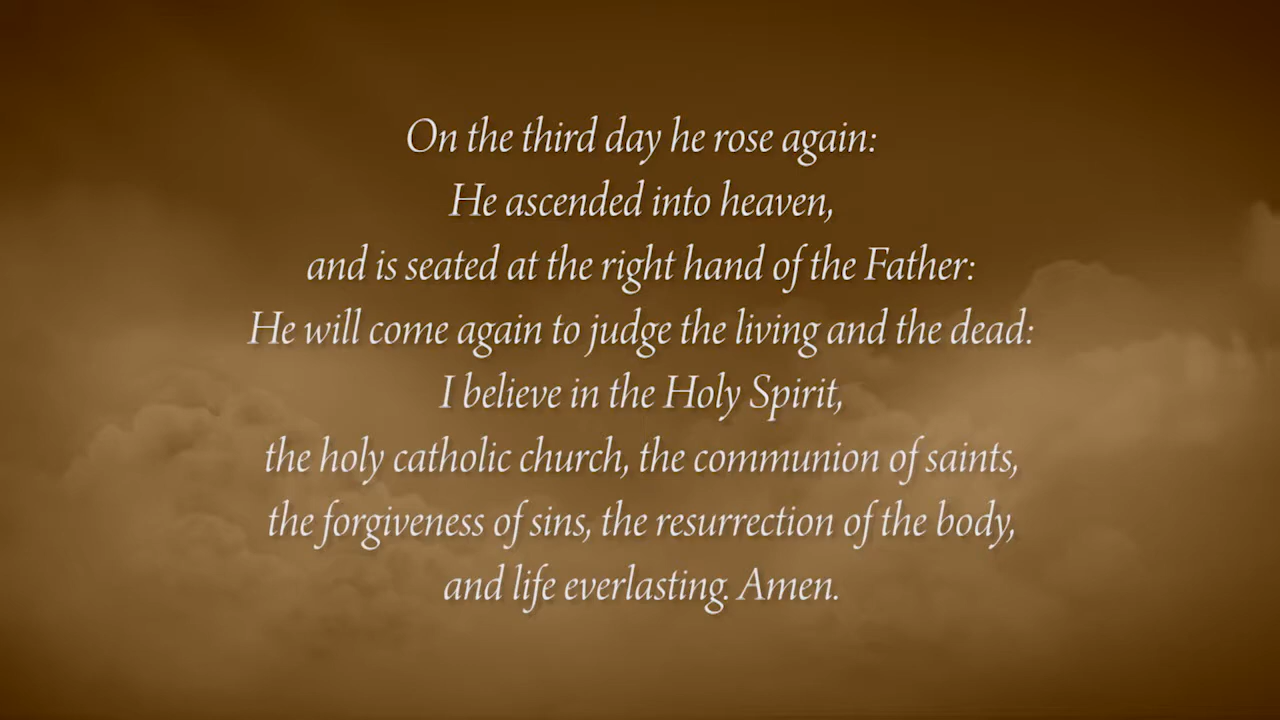 On the third day he rose again:
He ascended into heaven,
and is seated at the right hand of the Father:
He will come again to judge the living and the dead:
I believe in the Holy Spirit,
the holy catholic church, the communion of saints,
the forgiveness of sins, the resurrection of the body,
and life everlasting. Amen.